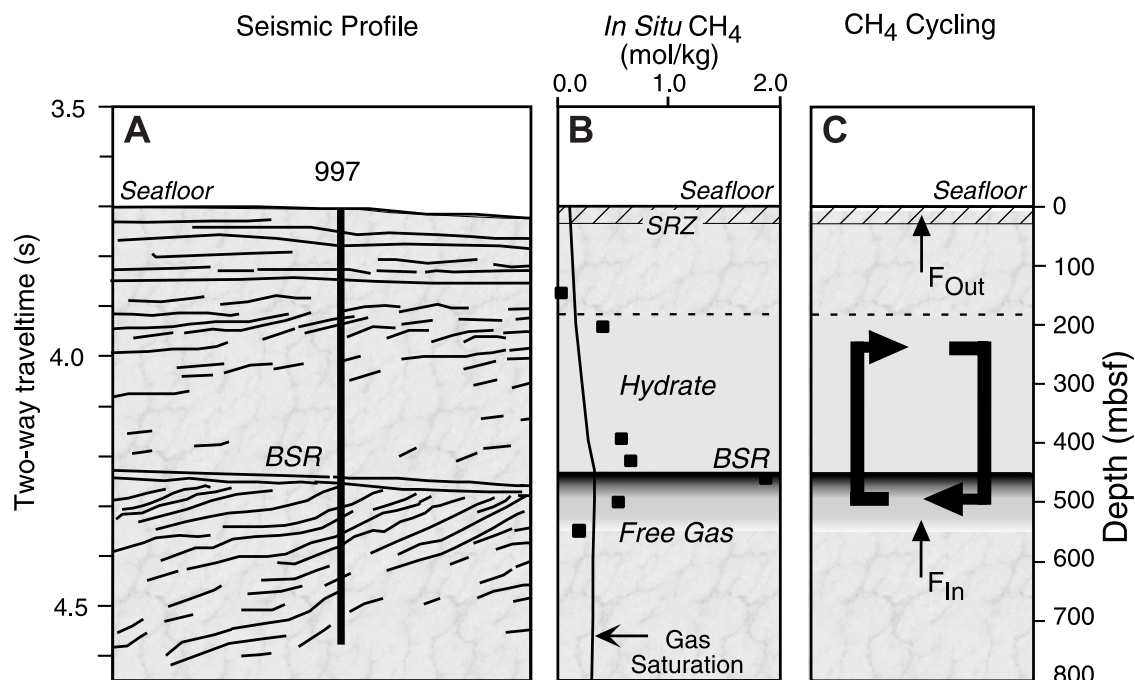 Seismic Profile
In Situ CH4
(mol/kg)
CH4 Cycling
0.0
1.0
2.0
3.5
A
B
C
997
Seafloor
Seafloor
Seafloor
0
SRZ
100
FOut
200
4.0
300
Hydrate
400
BSR
BSR
500
Free Gas
600
FIn
4.5
700
Gas
Saturation
800
Two-way traveltime (s)
Depth (mbsf)